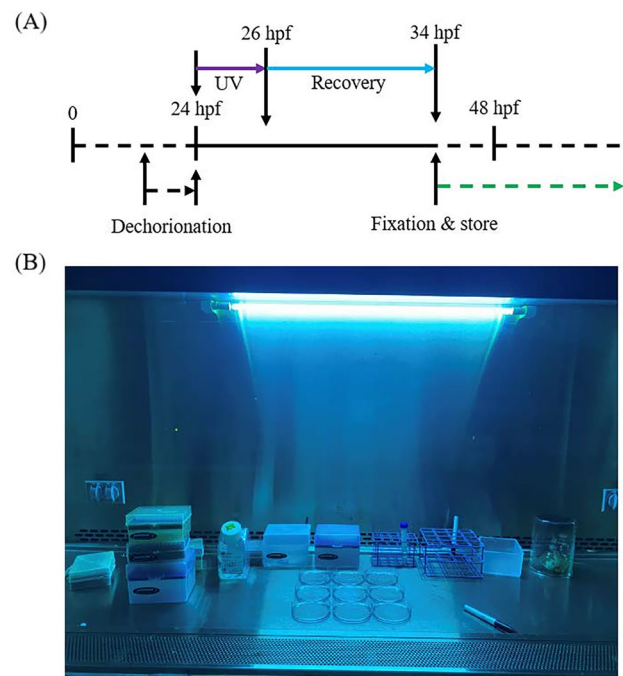 (A)
26 hpf
34 hpf
UV
Recovery
0
24 hpf
48 hpf
Dechorionation
Fixation & store
(B)